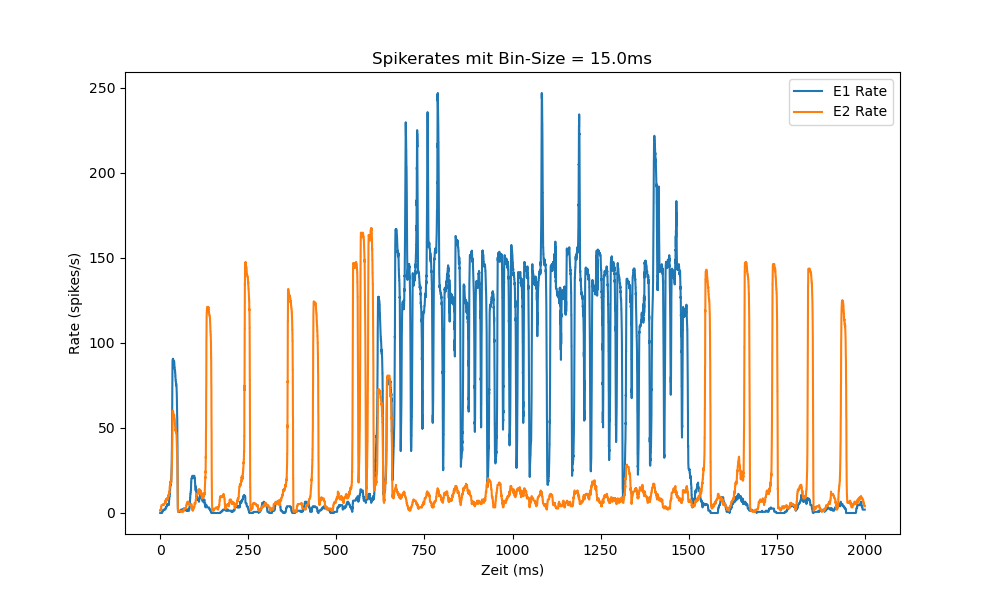 Spikerates mit Bin-Size = 15.0ms
E1 Rate
E2 Rate
Rate (spikes/s)
250
200
150
100
50
0
0 250 500 750 1000 1250 1500 1750 2000
Zeit (ms)